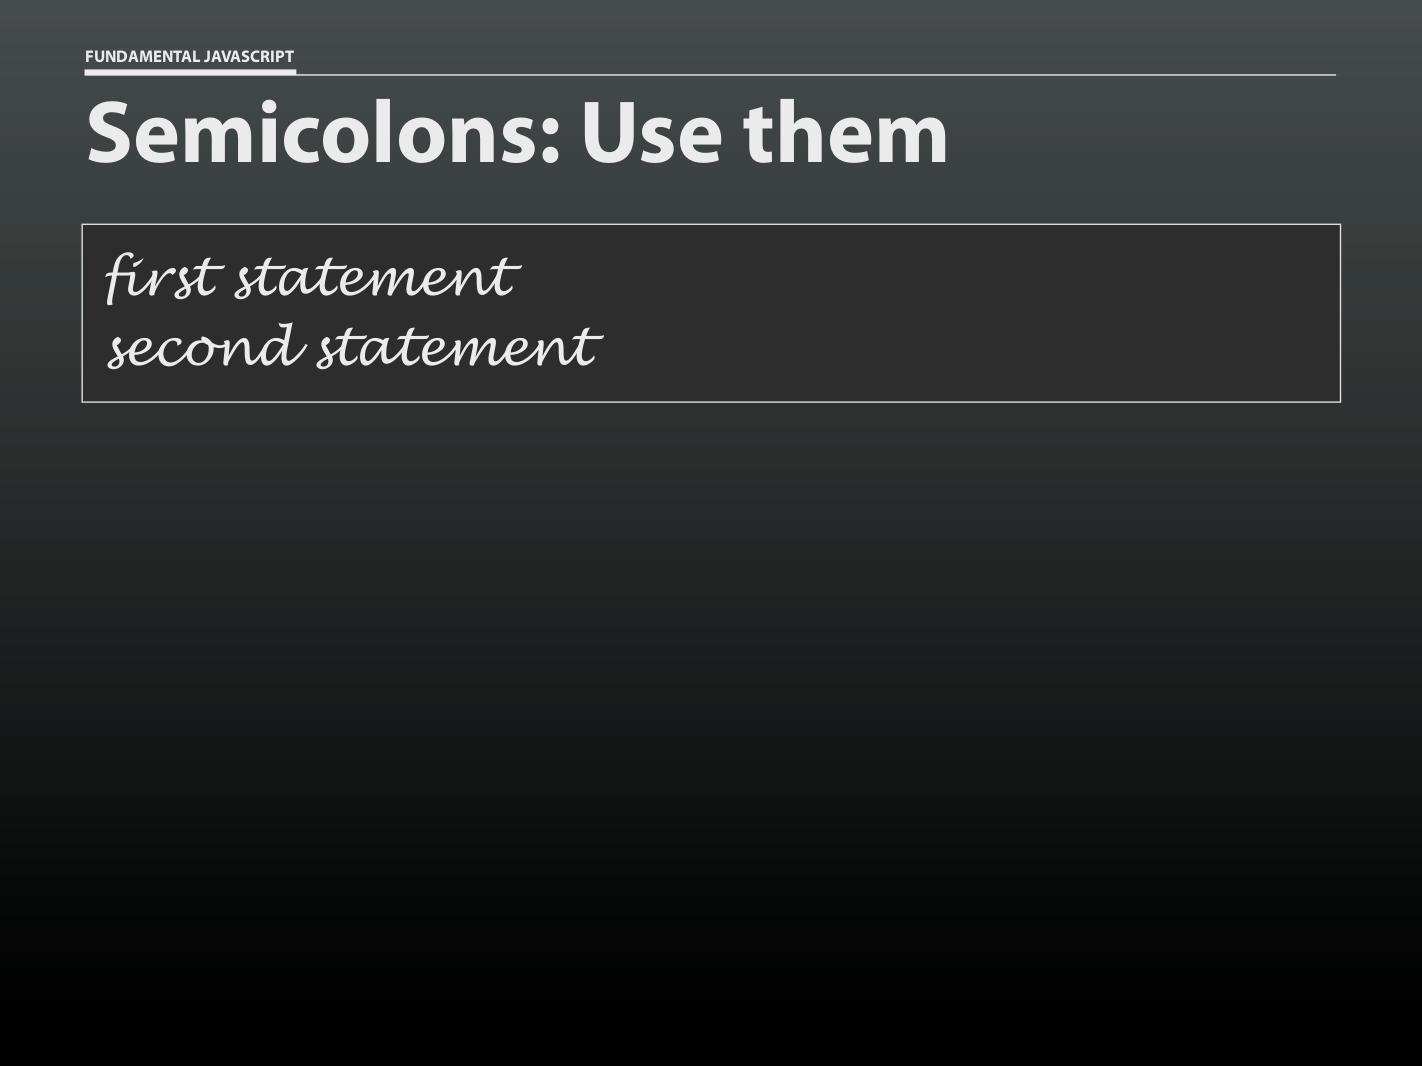 FUNDAMENTAL JAVASCRIPT
Semicolons: Use them
first statement
second statement